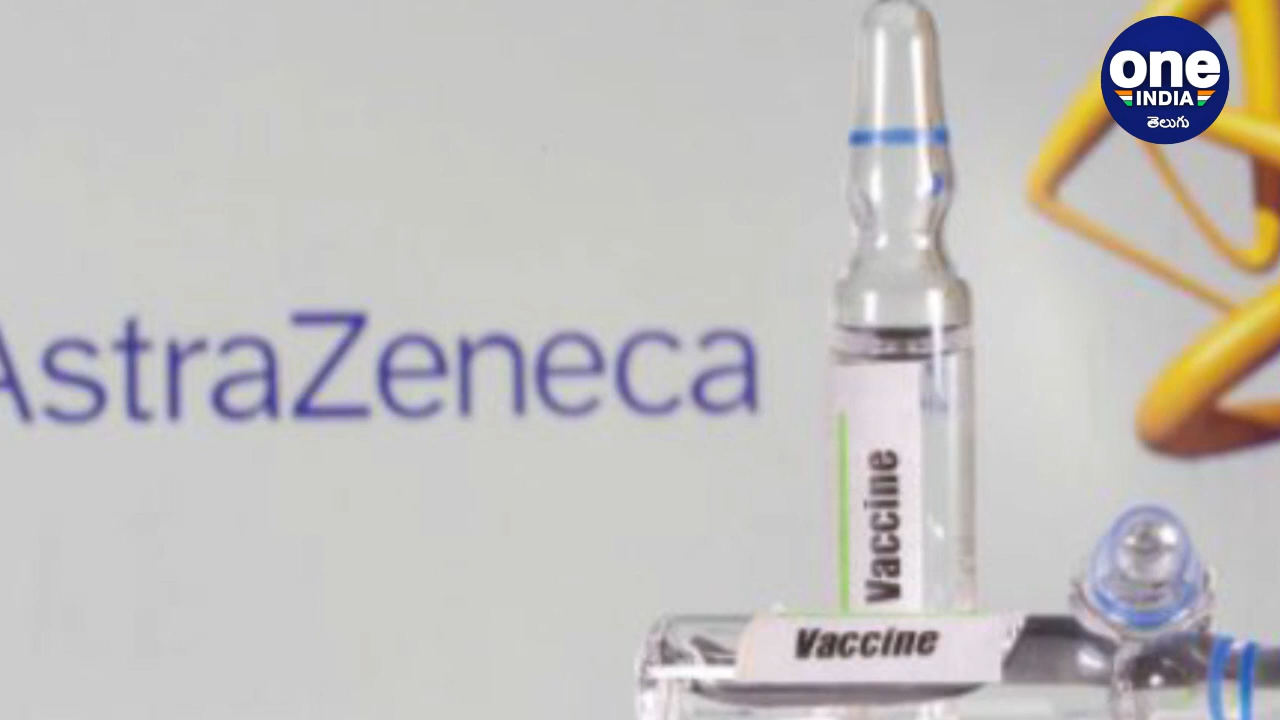 one
INDIA
తెలుగు
AstraZeneca
Vaccine
Vaccine